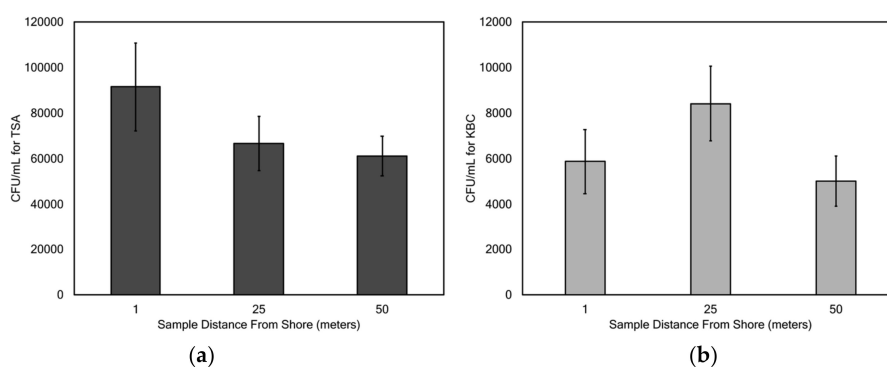 120000
100000
80000
60000
40000
20000
0
CFU/mL for TSA
1 25 50
Sample Distance From Shore (meters)
(a)
12000
10000
8000
6000
4000
2000
0
CFU/mL for KBC
1 25 50
Sample Distance From Shore (meters)
(b)